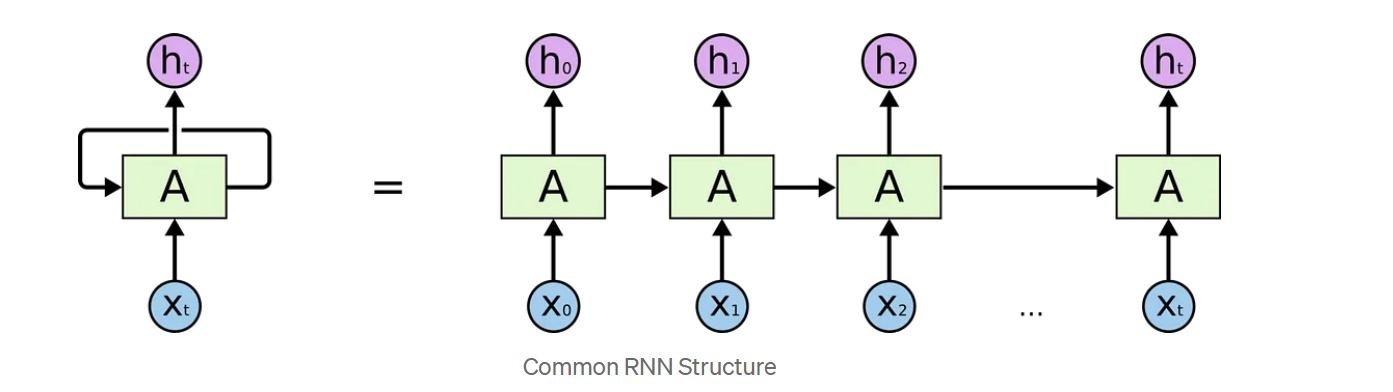 ht h0 h1 h2 ht
A = A A A A
xt x0 x1 x2 ... xt
Common RNN Structure